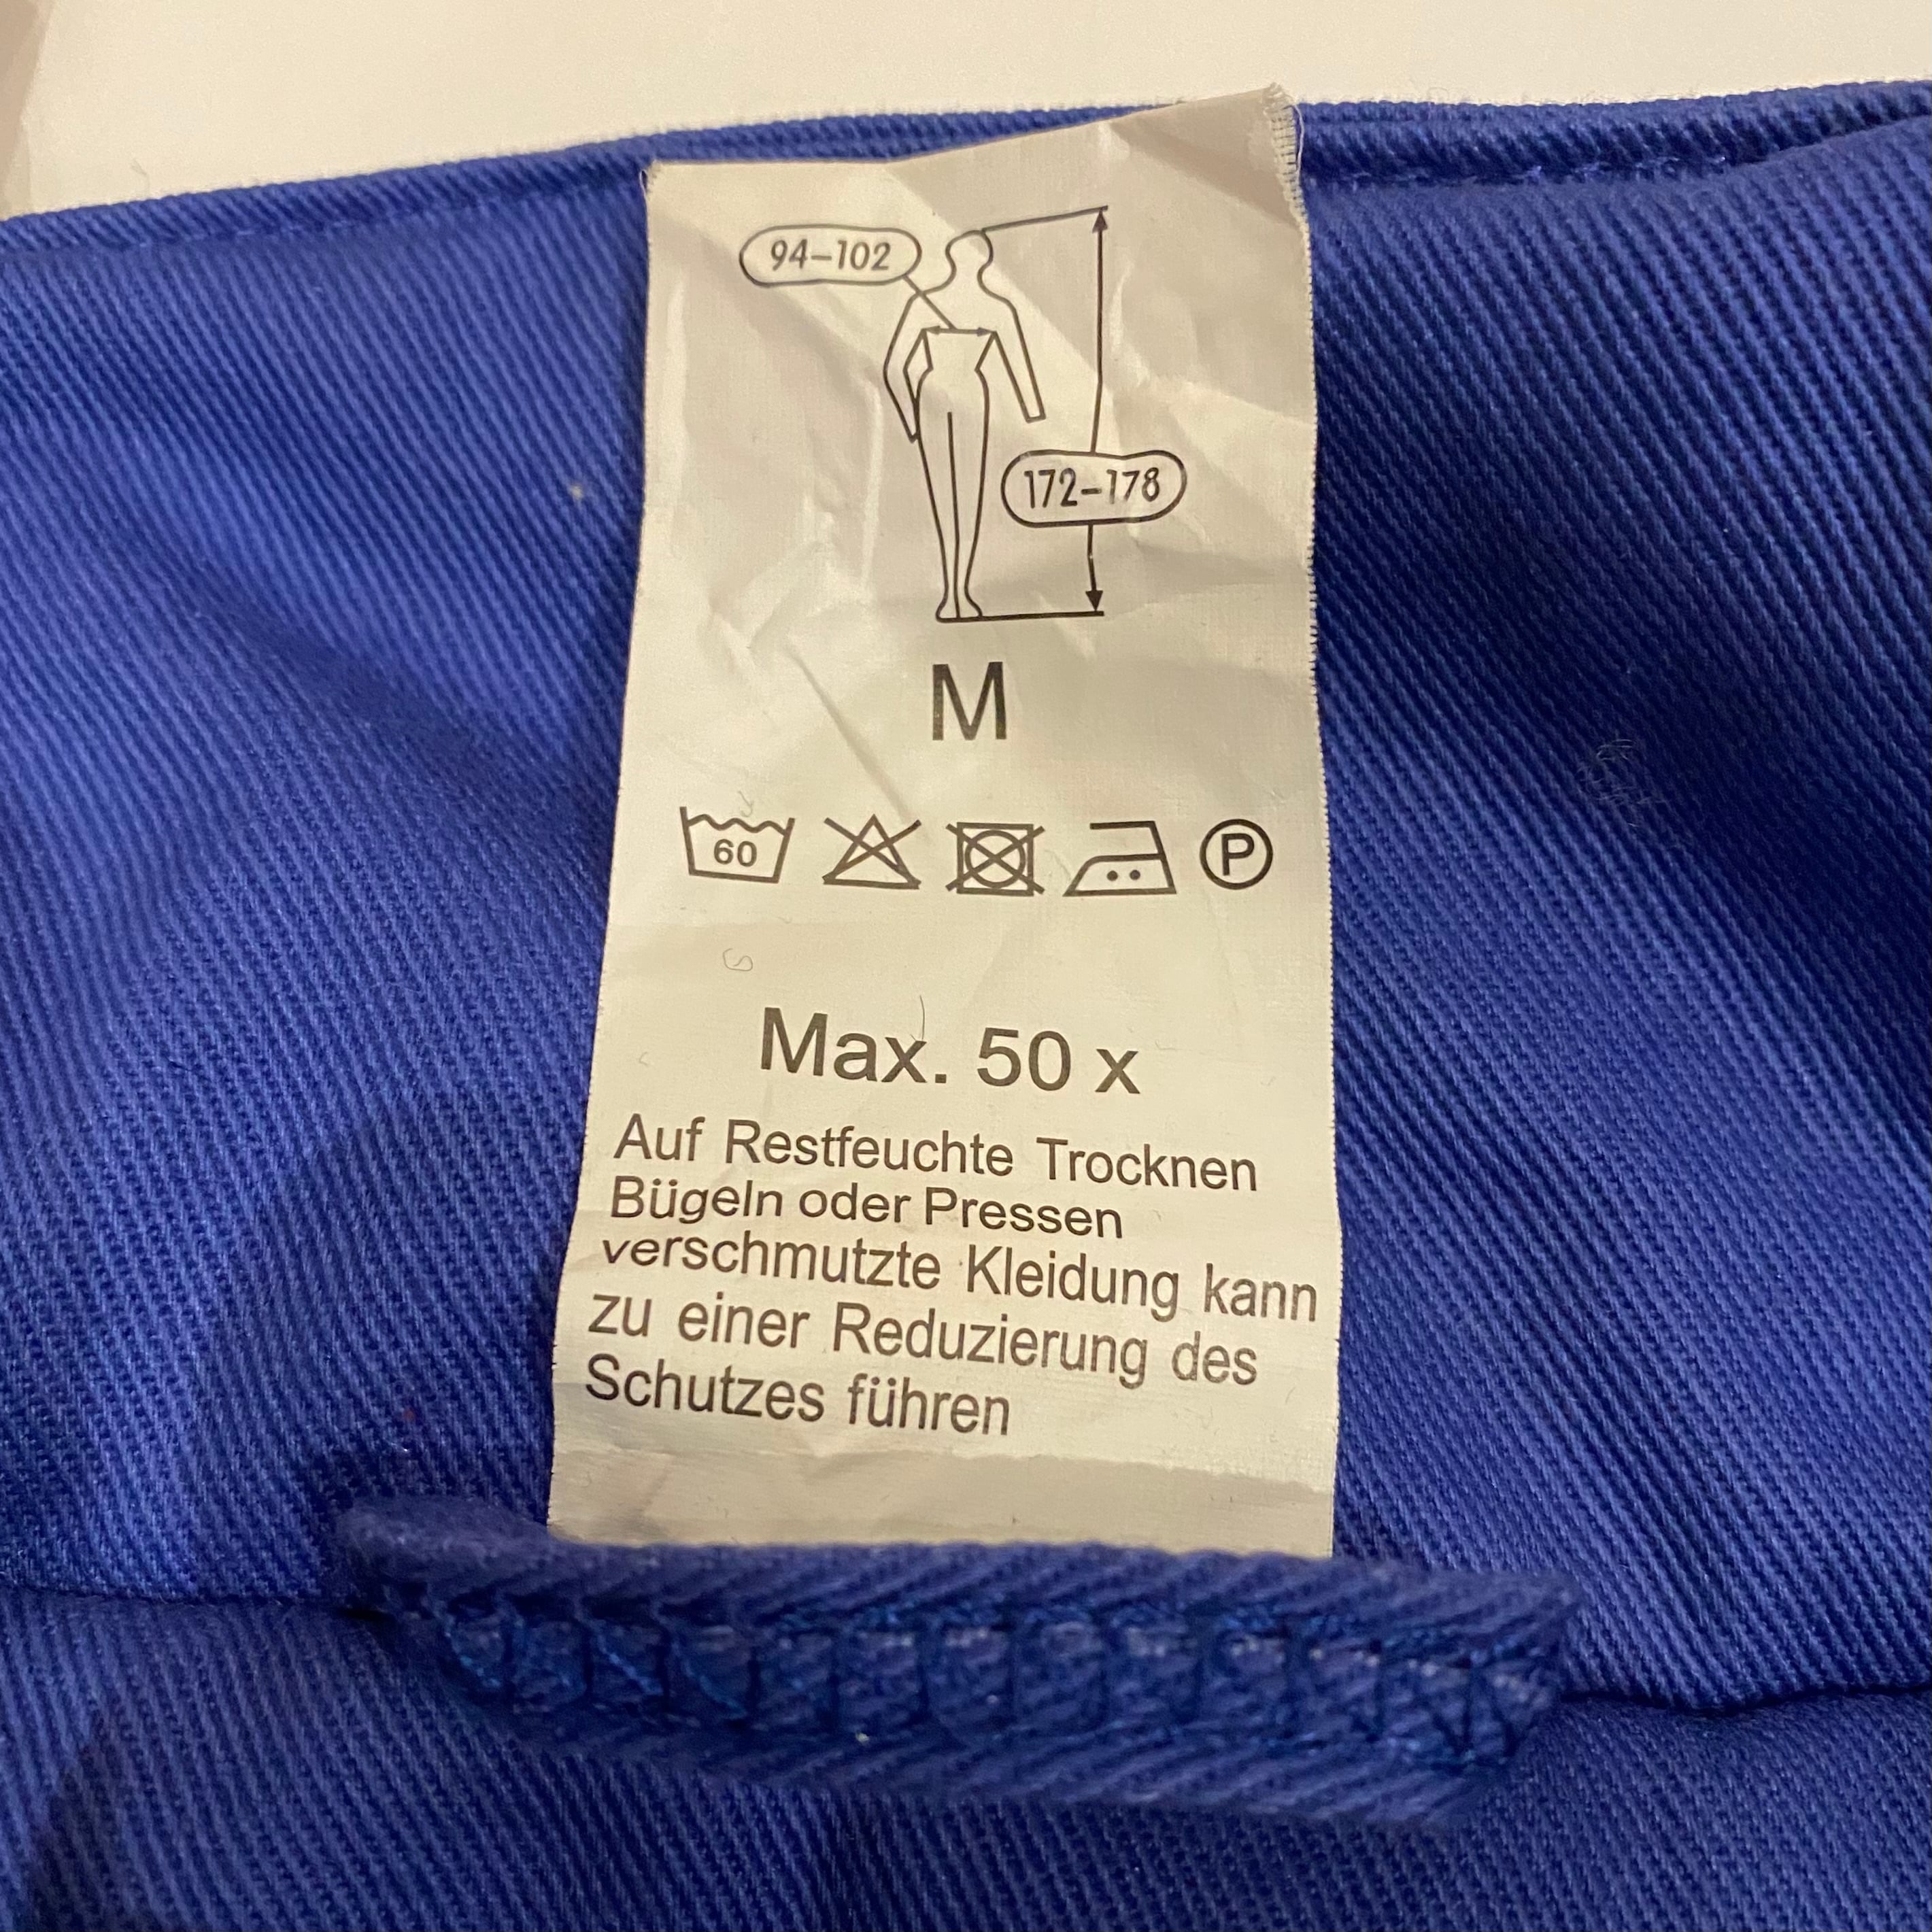 94–102
172–178
M
60
P
Max. 50 x
Auf Restfeuchte Trocknen
Bügeln oder Pressen
verschmutzte Kleidung kann
zu einer Reduzierung des
Schutzes führen